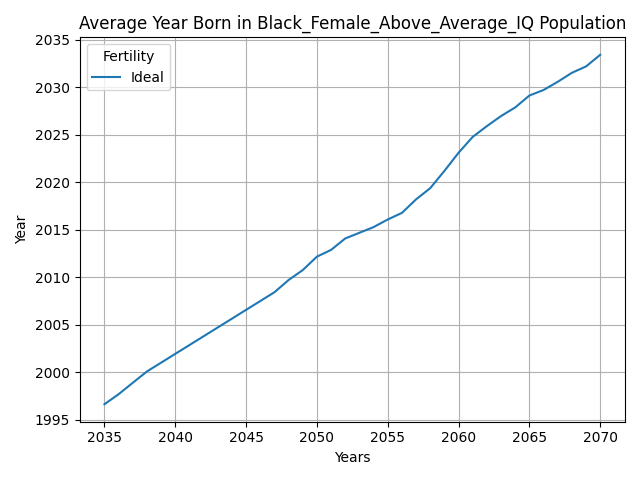 Average Year Born in Black_Female_Above_Average_IQ Population
Fertility
Ideal
Year
2035
2030
2025
2020
2015
2010
2005
2000
1995
2035 2040 2045 2050 2055 2060 2065 2070
Years